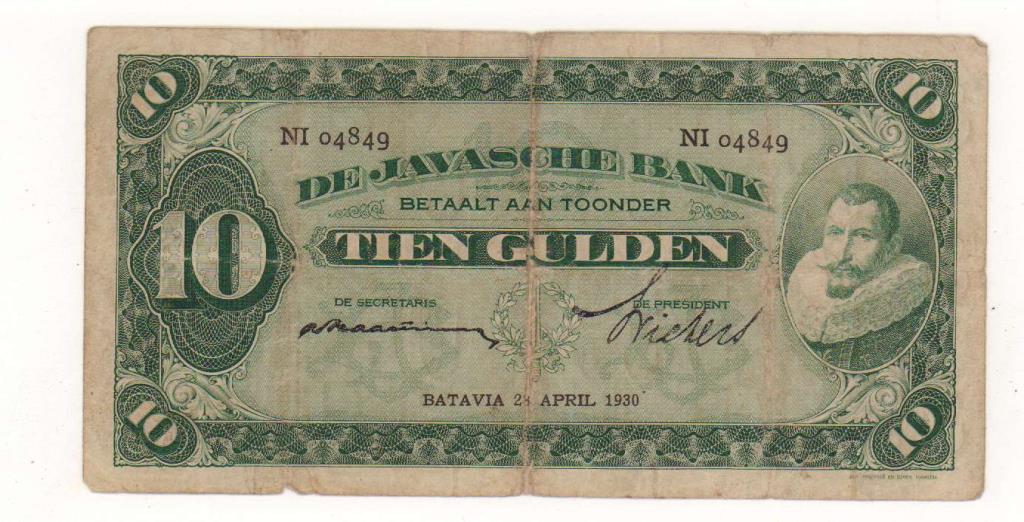 10 10
NI 04849 NI 04849
DE JAVASCHE BANK
BETAALT AAN TOONDER
10 TIEN GULDEN
DE SECRETARIS DE PRESIDENT
BATAVIA 28 APRIL 1930
10 10